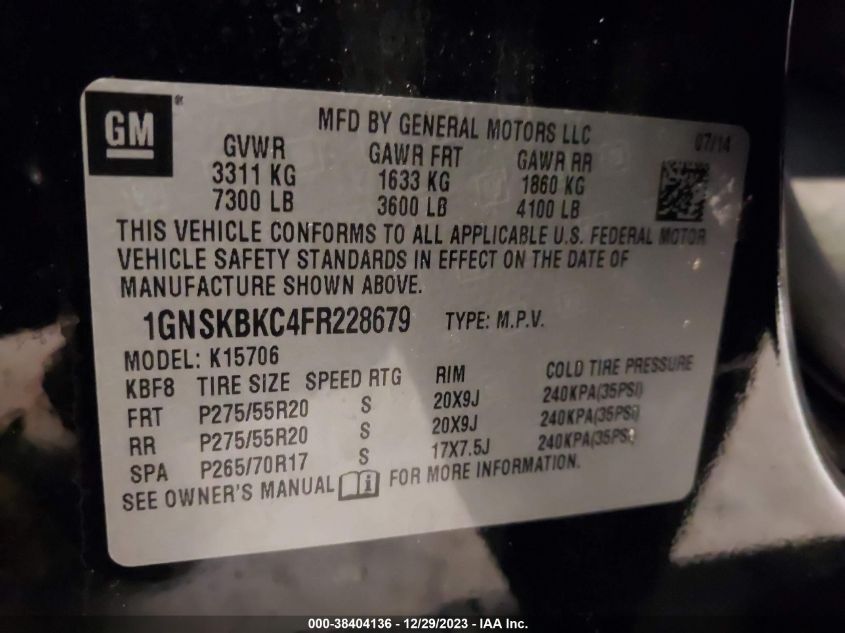 GM
MFD BY GENERAL MOTORS LLC
07/14
GVWR GAWR FRT GAWR RR
3311 KG 1633 KG 1860 KG
7300 LB 3600 LB 4100 LB
THIS VEHICLE CONFORMS TO ALL APPLICABLE U.S. FEDERAL MOTOR
VEHICLE SAFETY STANDARDS IN EFFECT ON THE DATE OF
MANUFACTURE SHOWN ABOVE.
1GNSKBKC4FR228679 TYPE: M.P.V.
MODEL: K15706
KBF8 TIRE SIZE SPEED RTG RIM COLD TIRE PRESSURE
FRT P275/55R20 S 20X9J 240KPA(35PSI)
RR P275/55R20 S 20X9J 240KPA(35PSI)
SPA P265/70R17 S 17X7.5J 240KPA(35PSI)
SEE OWNER'S MANUAL FOR MORE INFORMATION.
000-38404136 - 12/29/2023 - IAA Inc.